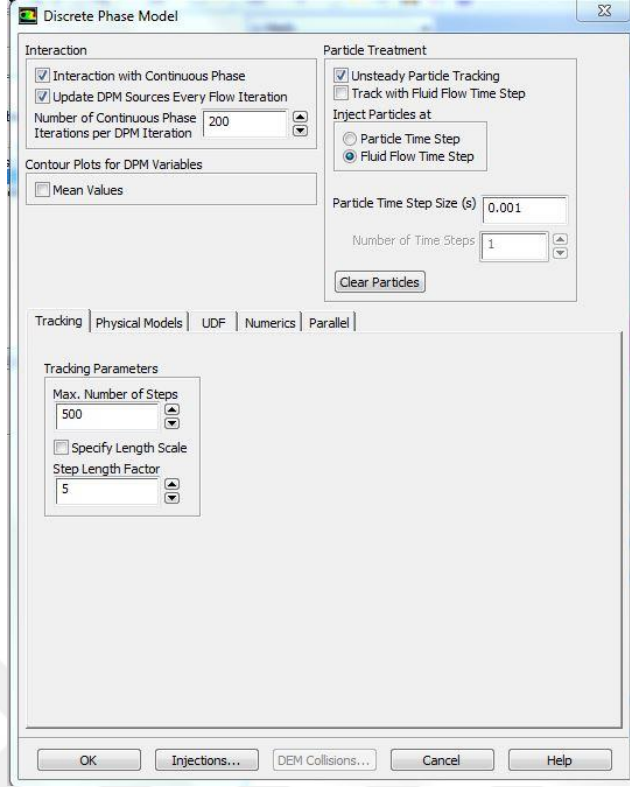 Discrete Phase Model
Interaction
Interaction with Continuous Phase
Update DPM Sources Every Flow Iteration
Number of Continuous Phase
Iterations per DPM Iteration
200
Contour Plots for DPM Variables
Mean Values
Particle Treatment
Unsteady Particle Tracking
Track with Fluid Flow Time Step
Inject Particles at
Particle Time Step
Fluid Flow Time Step
Particle Time Step Size (s) 0.001
Number of Time Steps 1
Clear Particles
Tracking Physical Models UDF Numerics Parallel
Tracking Parameters
Max. Number of Steps
500
Specify Length Scale
Step Length Factor
5
OK Injections... DEM Collisions... Cancel Help